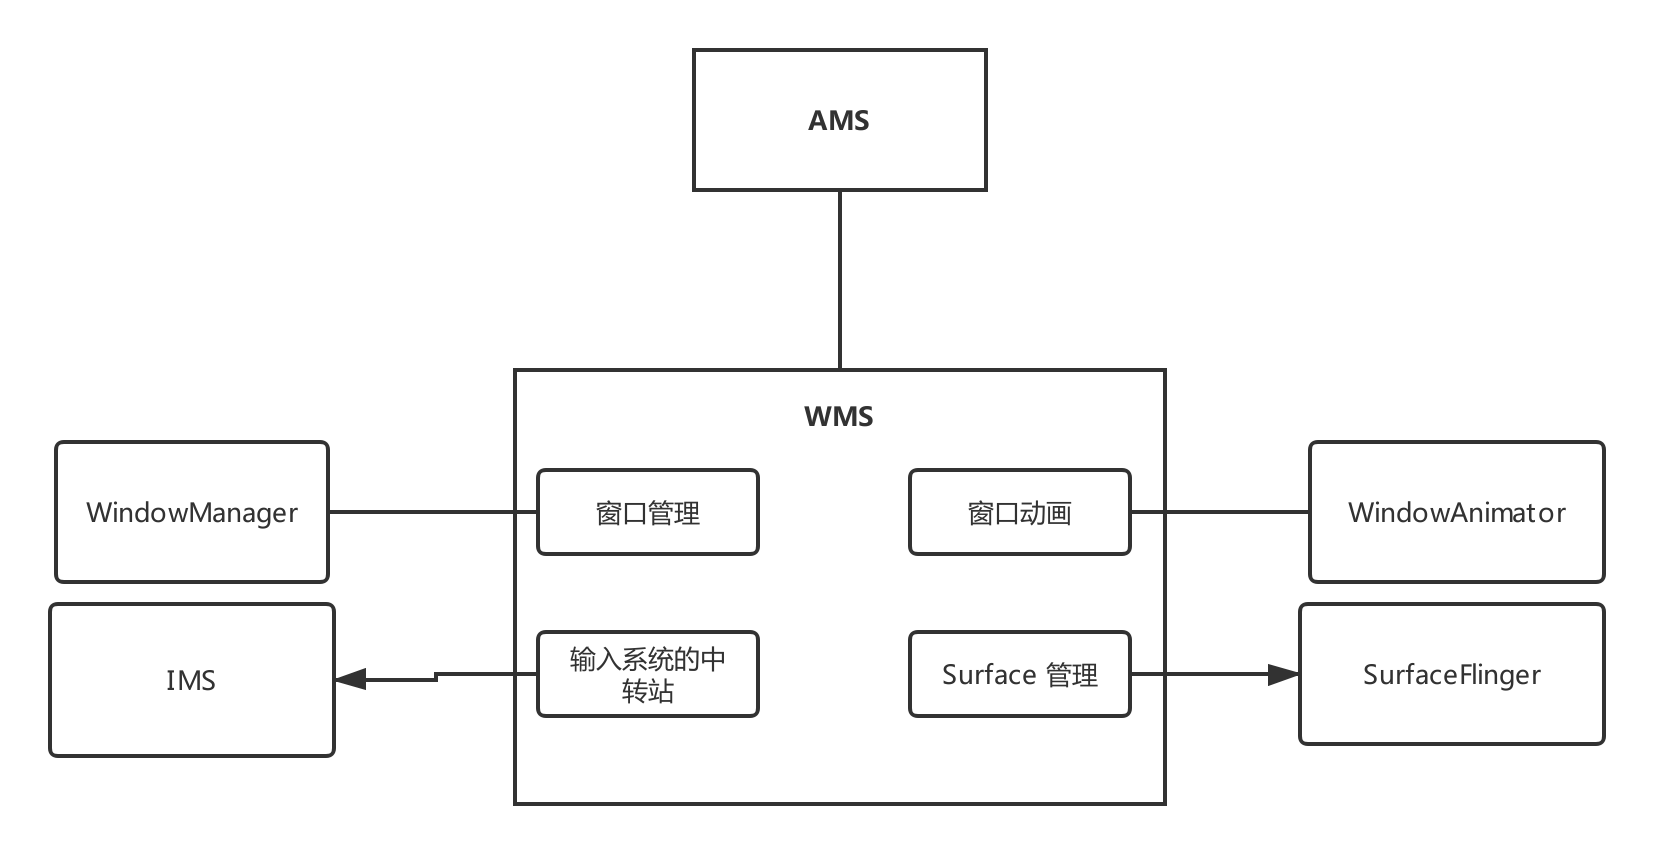 AMS
WMS
WindowManager
窗口管理
窗口动画
WindowAnimator
IMS
输入系统的中
转站
Surface 管理
SurfaceFlinger